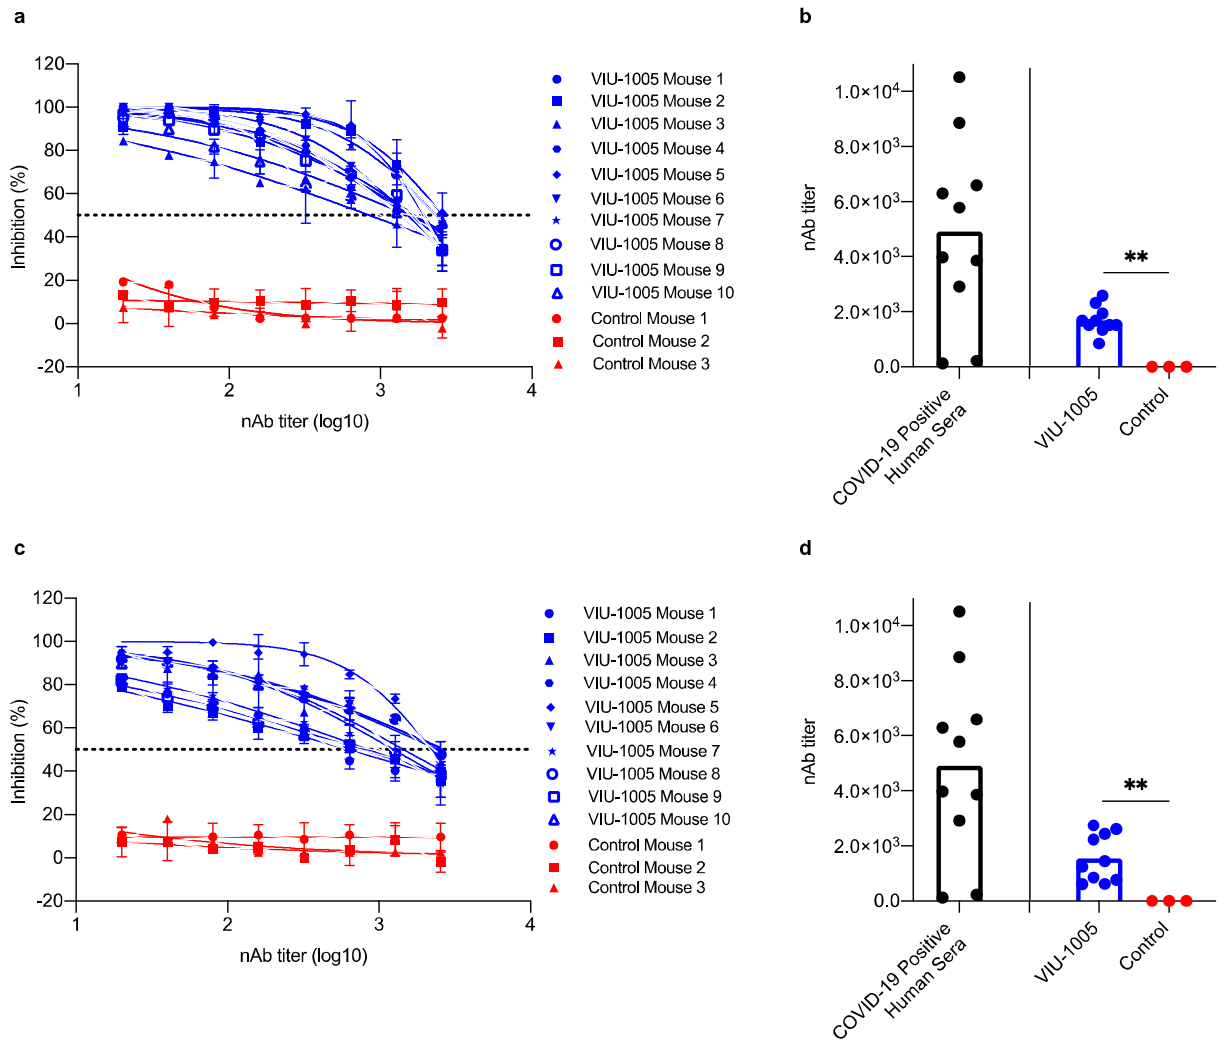 a
120
100
80
60
40
20
0
-20
Inhibition (%)
1
2
3
4
nAb titer (log10)
VIU-1005 Mouse 1
VIU-1005 Mouse 2
VIU-1005 Mouse 3
VIU-1005 Mouse 4
VIU-1005 Mouse 5
VIU-1005 Mouse 6
VIU-1005 Mouse 7
VIU-1005 Mouse 8
VIU-1005 Mouse 9
VIU-1005 Mouse 10
Control Mouse 1
Control Mouse 2
Control Mouse 3
b
1.0×10⁴
8.0×10³
6.0×10³
4.0×10³
2.0×10³
0.0
nAb titer
**
COVID-19 Positive
Human Sera
VIU-1005
Control
c
120
100
80
60
40
20
0
-20
Inhibition (%)
1
2
3
4
nAb titer (log10)
VIU-1005 Mouse 1
VIU-1005 Mouse 2
VIU-1005 Mouse 3
VIU-1005 Mouse 4
VIU-1005 Mouse 5
VIU-1005 Mouse 6
VIU-1005 Mouse 7
VIU-1005 Mouse 8
VIU-1005 Mouse 9
VIU-1005 Mouse 10
Control Mouse 1
Control Mouse 2
Control Mouse 3
d
1.0×10⁴
8.0×10³
6.0×10³
4.0×10³
2.0×10³
0.0
nAb titer
**
COVID-19 Positive
Human Sera
VIU-1005
Control